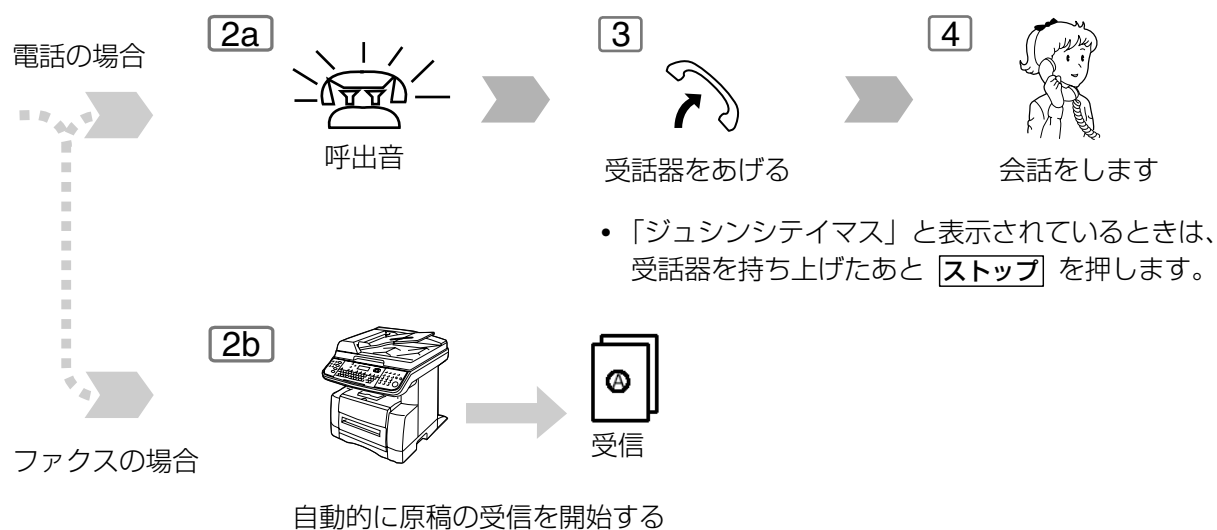 電話の場合
2a
呼出音
3
受話器をあげる
4
会話をします
• 「ジュシンシテイマス」と表示されているときは、
受話器を持ち上げたあと ストップ を押します。
ファクスの場合
2b
A
受信
自動的に原稿の受信を開始する